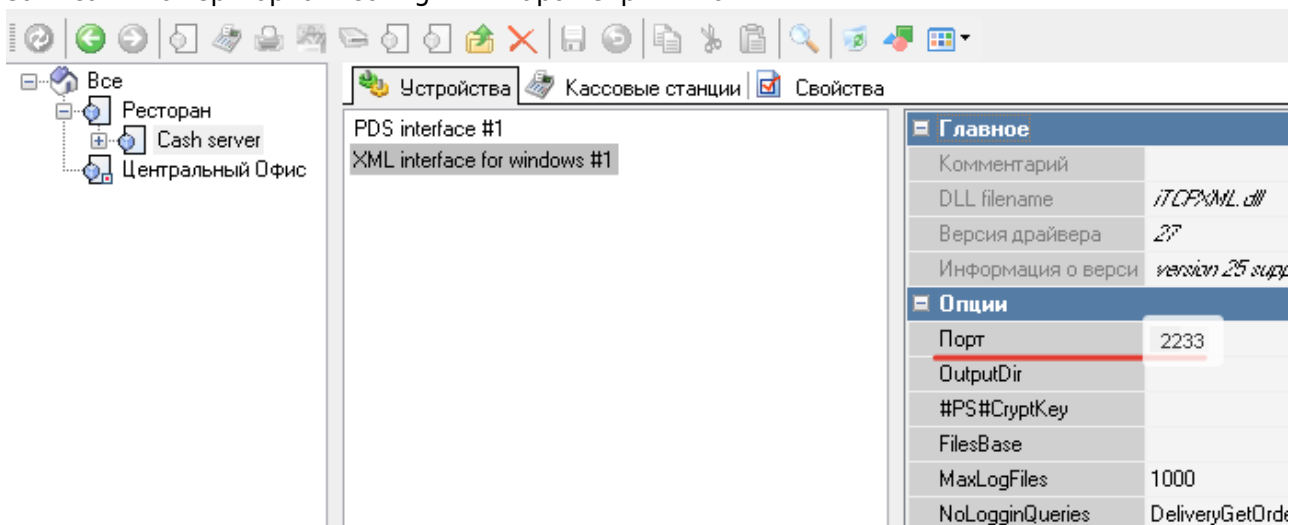 Все
Ресторан
Cash server
Центральный Офис
Устройства Кассовые станции Свойства
PDS interface #1
XML interface for windows #1
Главное
Комментарий
DLL filename iTCPXML.dll
Версия драйвера 27
Информация о верси version 25 supp
Опции
Порт 2233
OutputDir
#PS#CryptKey
FilesBase
MaxLogFiles 1000
NoLogginQueries DeliveryGetOrde